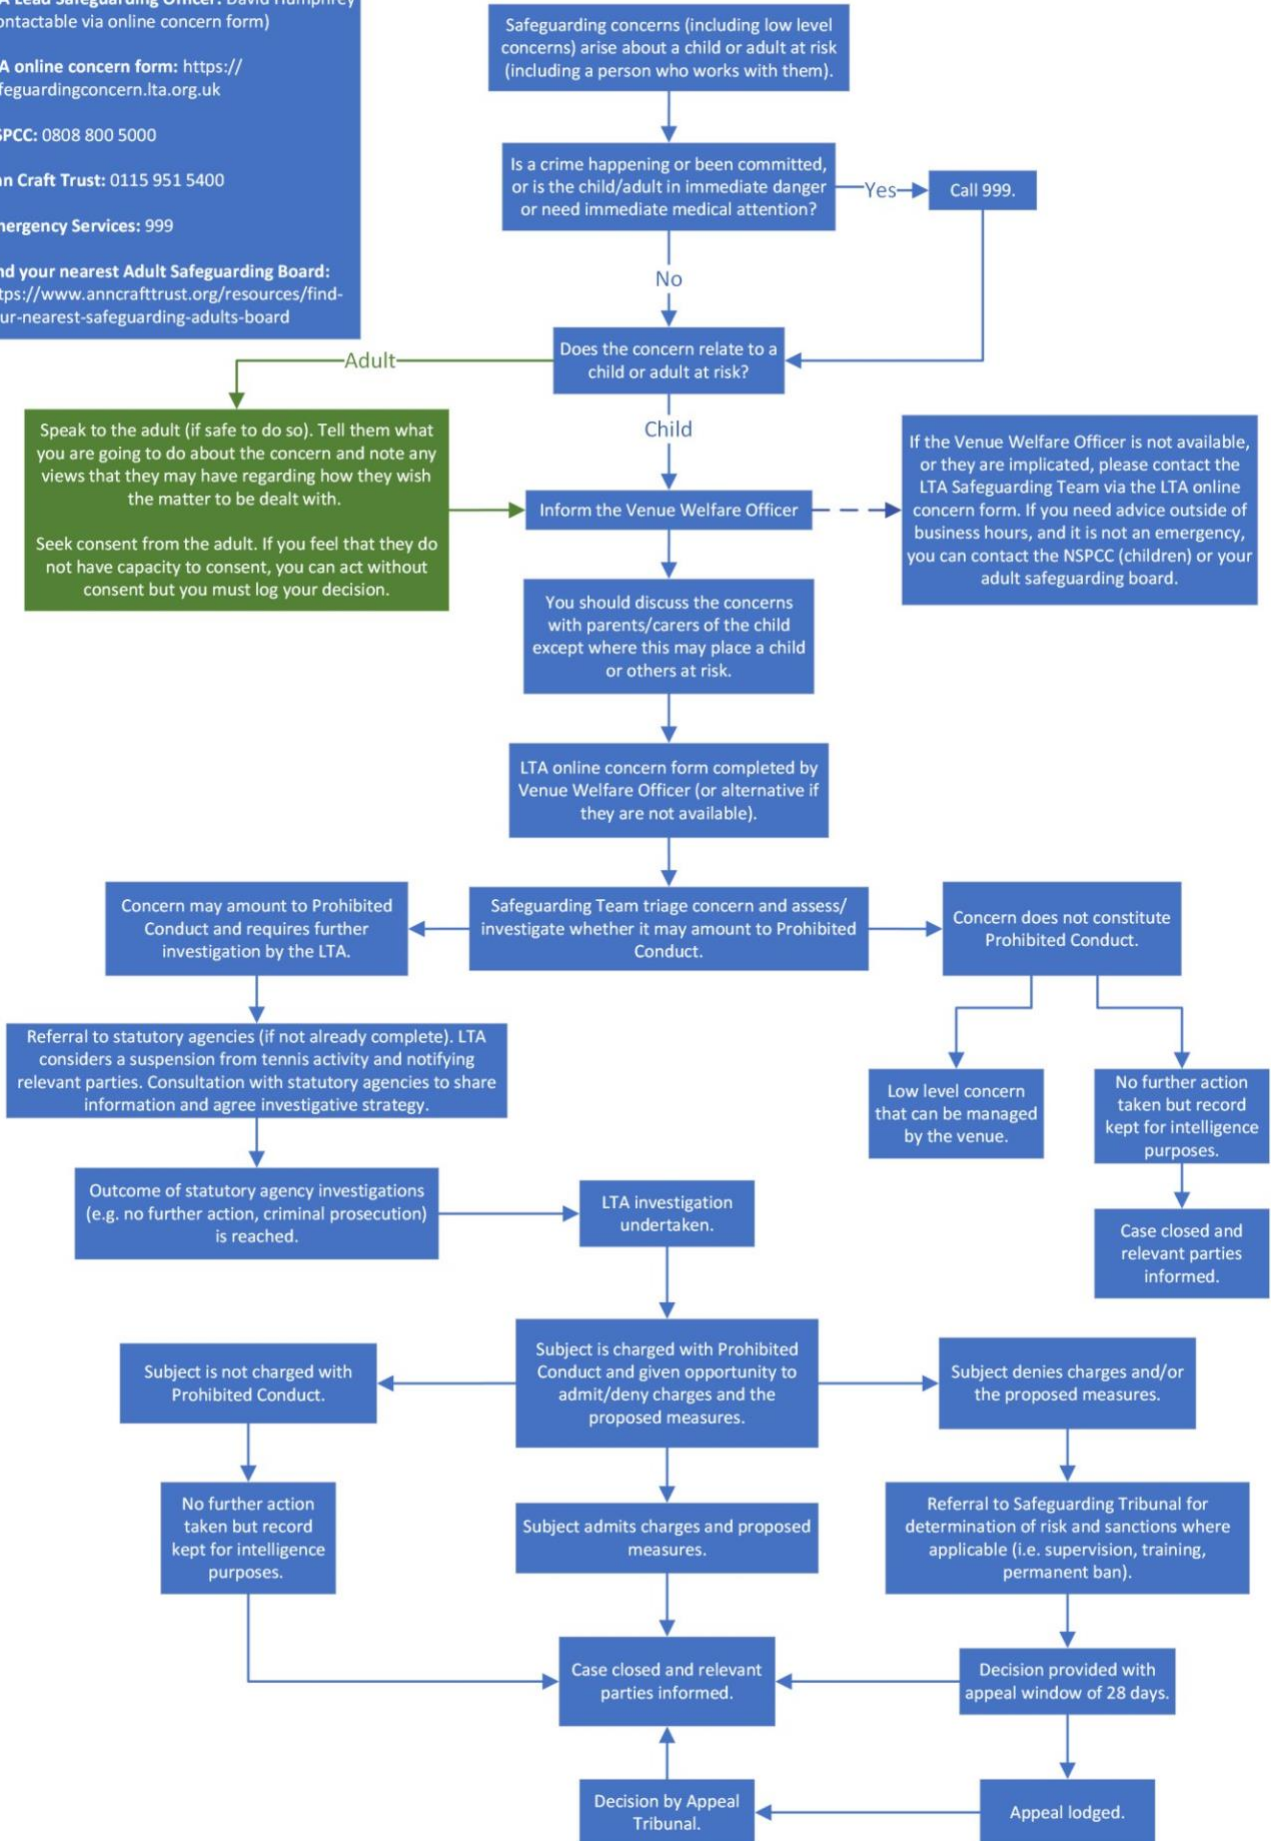 Lead Safeguarding Officer: David Humphrey
contactable via online concern form)
online concern form: https://
feguardingconcern.lta.org.uk
SPCC: 0808 800 5000
Craft Trust: 0115 951 5400
ergency Services: 999
nd your nearest Adult Safeguarding Board:
tps://www.anncrafttrust.org/resources/find-
ur-nearest-safeguarding-adults-board
Safeguarding concerns (including low level
concerns) arise about a child or adult at risk
(including a person who works with them).
Is a crime happening or been committed,
or is the child/adult in immediate danger
or need immediate medical attention?
Yes
Call 999.
No
Does the concern relate to a
child or adult at risk?
Adult
Child
Speak to the adult (if safe to do so). Tell them what
you are going to do about the concern and note any
views that they may have regarding how they wish
the matter to be dealt with.
Seek consent from the adult. If you feel that they do
not have capacity to consent, you can act without
consent but you must log your decision.
Inform the Venue Welfare Officer
If the Venue Welfare Officer is not available,
or they are implicated, please contact the
LTA Safeguarding Team via the LTA online
concern form. If you need advice outside of
business hours, and it is not an emergency,
you can contact the NSPCC (children) or your
adult safeguarding board.
You should discuss the concerns
with parents/carers of the child
except where this may place a child
or others at risk.
LTA online concern form completed by
Venue Welfare Officer (or alternative if
they are not available).
Concern may amount to Prohibited
Conduct and requires further
investigation by the LTA.
Safeguarding Team triage concern and assess/
investigate whether it may amount to Prohibited
Conduct.
Concern does not constitute
Prohibited Conduct.
Referral to statutory agencies (if not already complete). LTA
considers a suspension from tennis activity and notifying
relevant parties. Consultation with statutory agencies to share
information and agree investigative strategy.
Low level concern
that can be managed
by the venue.
No further action
taken but record
kept for intelligence
purposes.
Outcome of statutory agency investigations
(e.g. no further action, criminal prosecution)
is reached.
LTA investigation
undertaken.
Case closed and
relevant parties
informed.
Subject is not charged with
Prohibited Conduct.
Subject is charged with Prohibited
Conduct and given opportunity to
admit/deny charges and the
proposed measures.
Subject denies charges and/or
the proposed measures.
No further action
taken but record
kept for intelligence
purposes.
Subject admits charges and proposed
measures.
Referral to Safeguarding Tribunal for
determination of risk and sanctions where
applicable (i.e. supervision, training,
permanent ban).
Case closed and relevant
parties informed.
Decision provided with
appeal window of 28 days.
Decision by Appeal
Tribunal.
Appeal lodged.